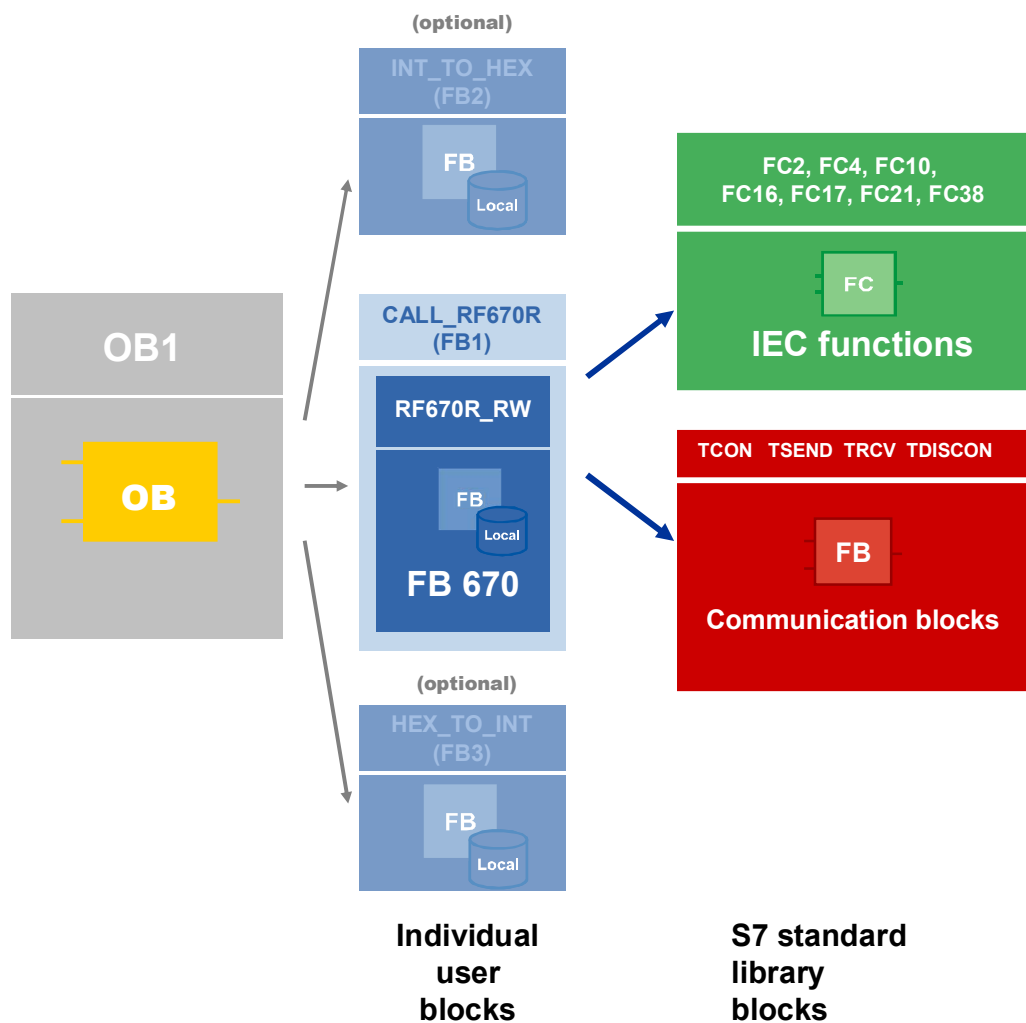 OB1
OB
(optional)
INT_TO_HEX
(FB2)
FB
Local
CALL_RF670R
(FB1)
RF670R_RW
FB
Local
FB 670
(optional)
HEX_TO_INT
(FB3)
FB
Local
Individual
user
blocks
FC2, FC4, FC10,
FC16, FC17, FC21, FC38
FC
IEC functions
TCON TSEND TRCV TDISCON
FB
Communication blocks
S7 standard
library
blocks